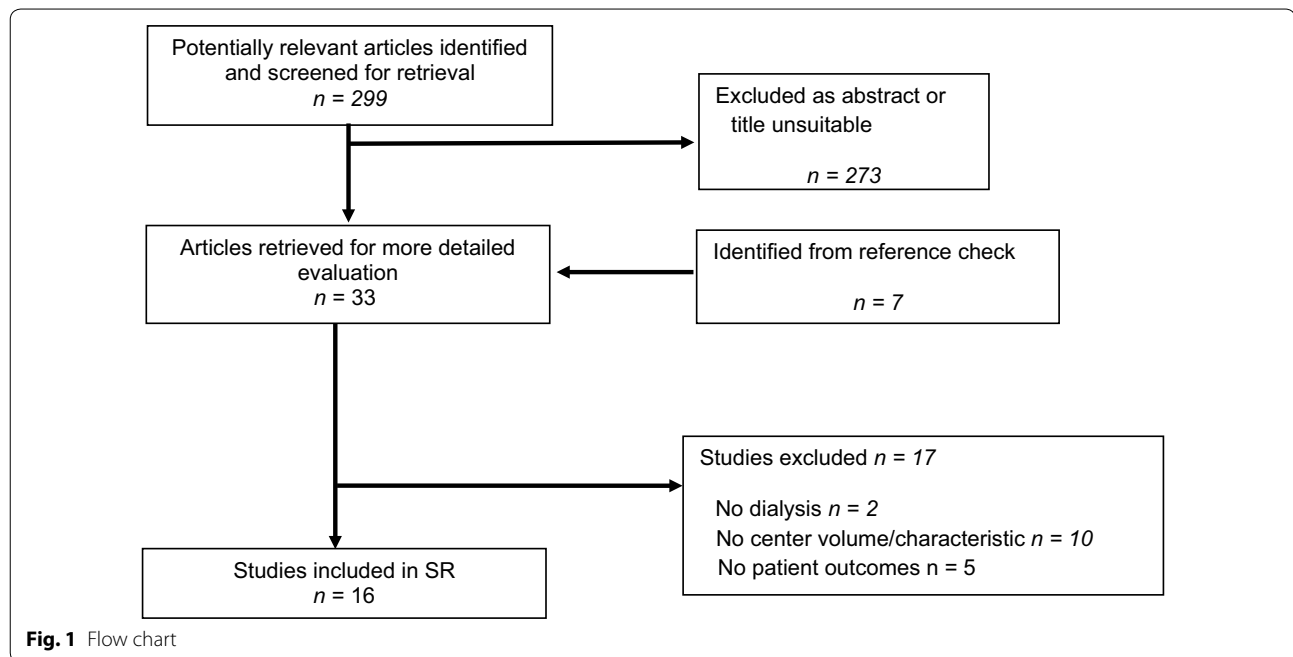 Potentially relevant articles identified
and screened for retrieval
n = 299
Excluded as abstract or
title unsuitable
n = 273
Articles retrieved for more detailed
evaluation
n = 33
Identified from reference check
n = 7
Studies excluded n = 17
No dialysis n = 2
No center volume/characteristic n = 10
No patient outcomes n = 5
Studies included in SR
n = 16
Fig. 1 Flow chart